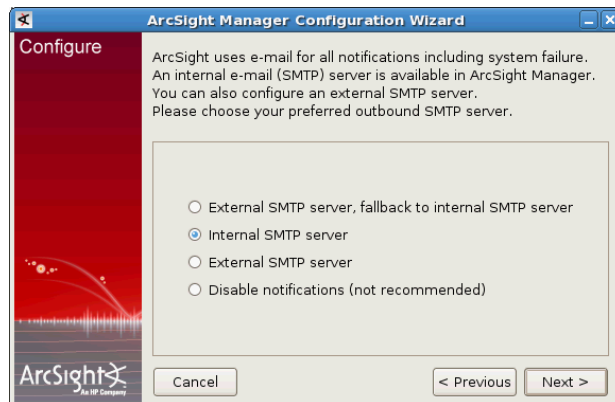 ArcSight Manager Configuration Wizard
Configure
ArcSight uses e-mail for all notifications including system failure.
An internal e-mail (SMTP) server is available in ArcSight Manager.
You can also configure an external SMTP server.
Please choose your preferred outbound SMTP server.
External SMTP server, fallback to internal SMTP server
Internal SMTP server
External SMTP server
Disable notifications (not recommended)
ArcSight
An HP Company
Cancel
< Previous
Next >